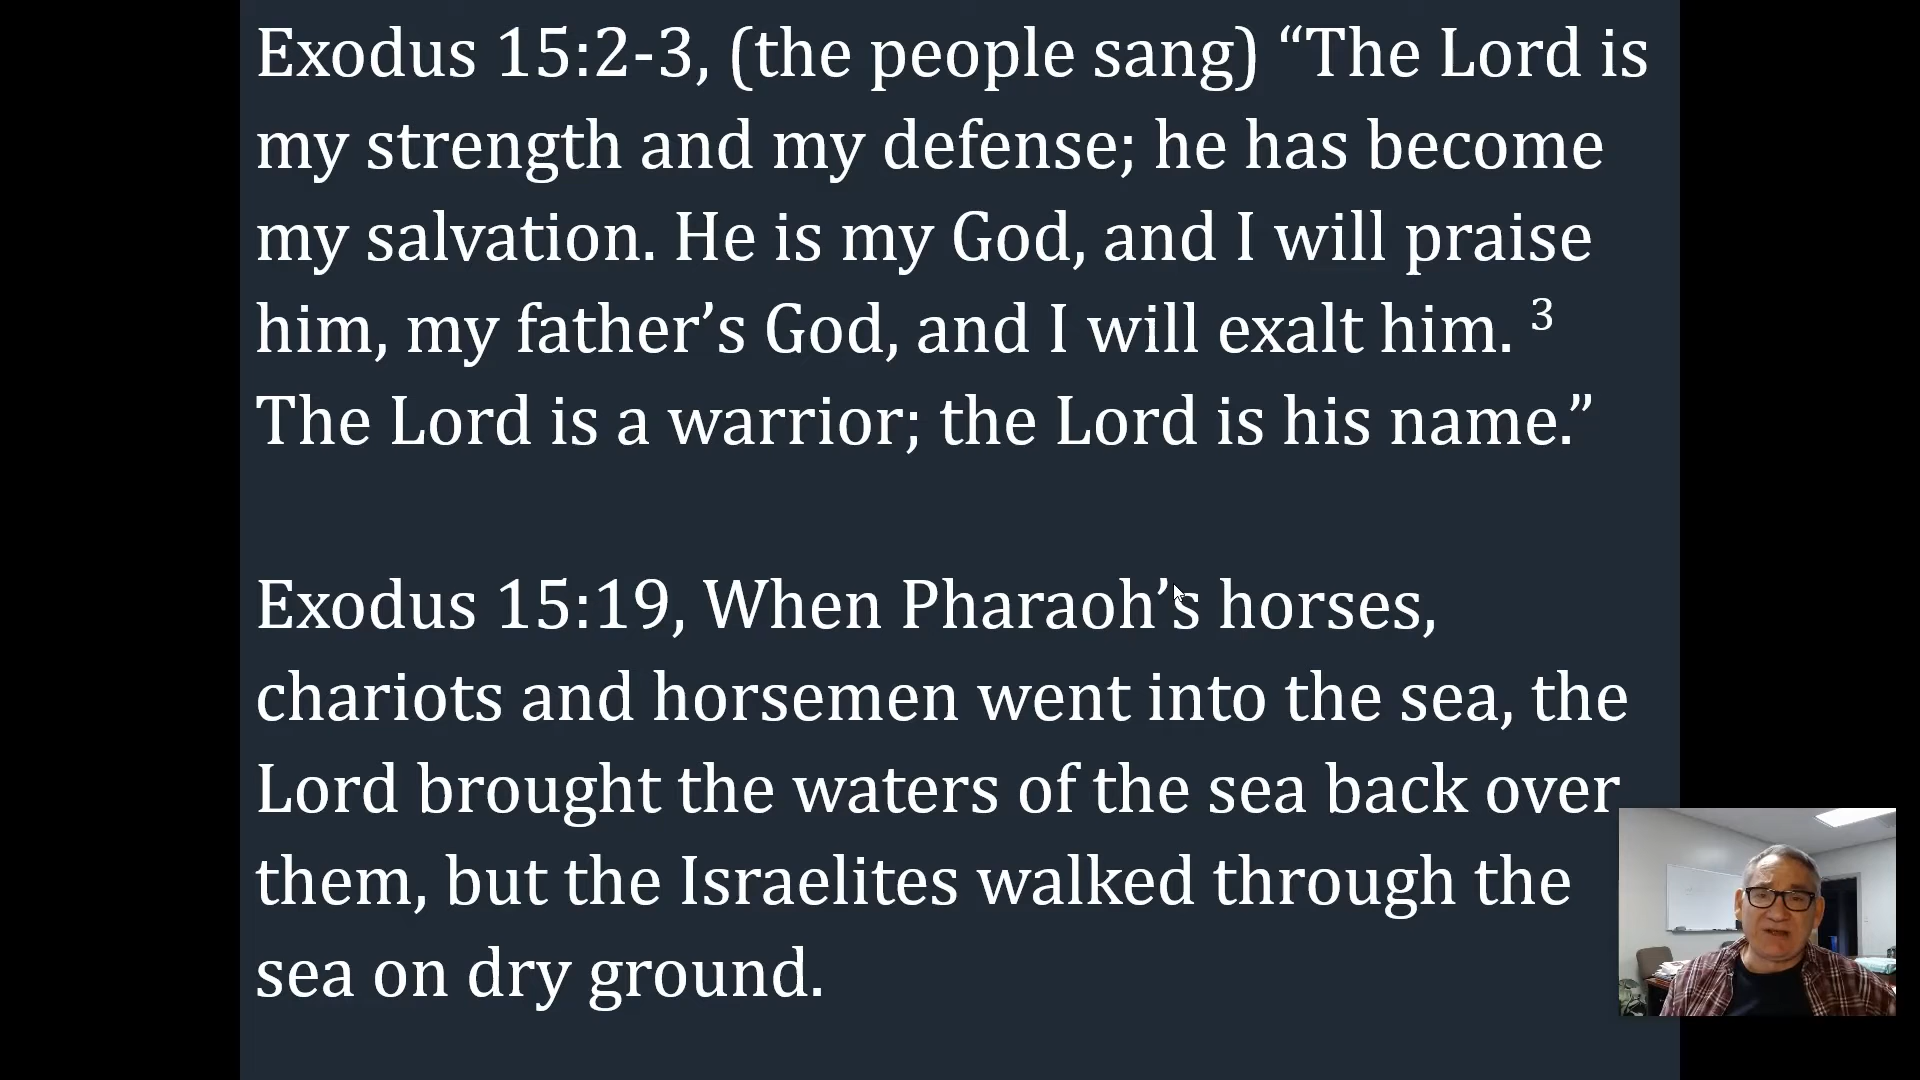 Exodus 15:2-3, (the people sang) “The Lord is
my strength and my defense; he has become
my salvation. He is my God, and I will praise
him, my father’s God, and I will exalt him. ³
The Lord is a warrior; the Lord is his name.”
Exodus 15:19, When Pharaoh’s horses,
chariots and horsemen went into the sea, the
Lord brought the waters of the sea back over
them, but the Israelites walked through the
sea on dry ground.